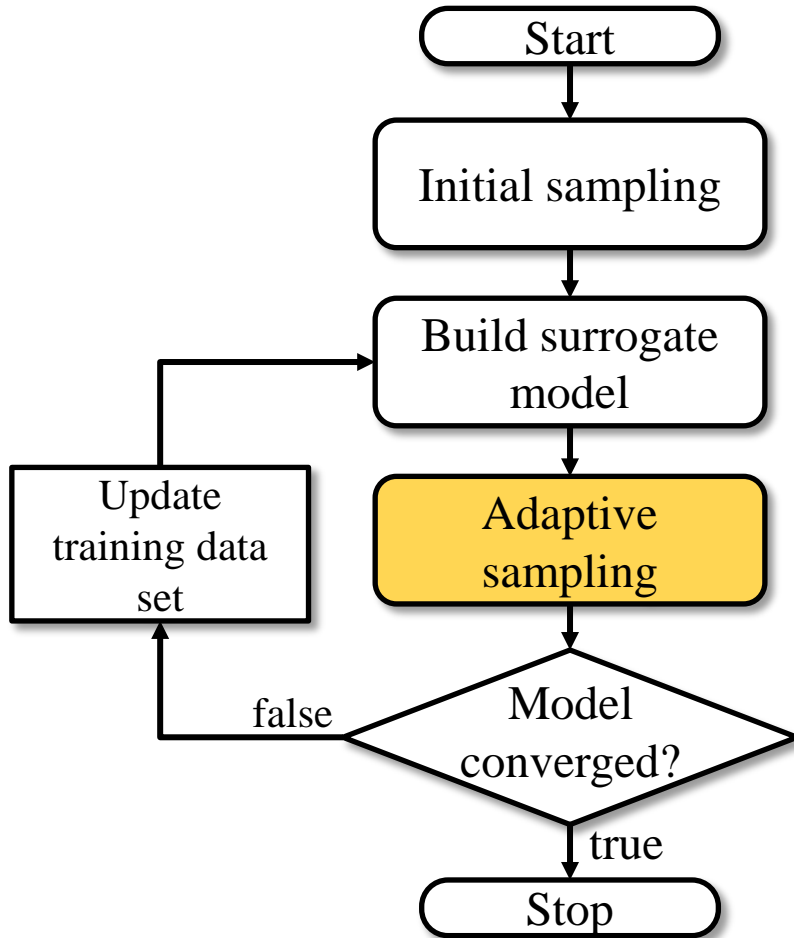 Start
Initial sampling
Build surrogate
model
Adaptive
sampling
Update
training data
set
Model
converged?
false
true
Stop